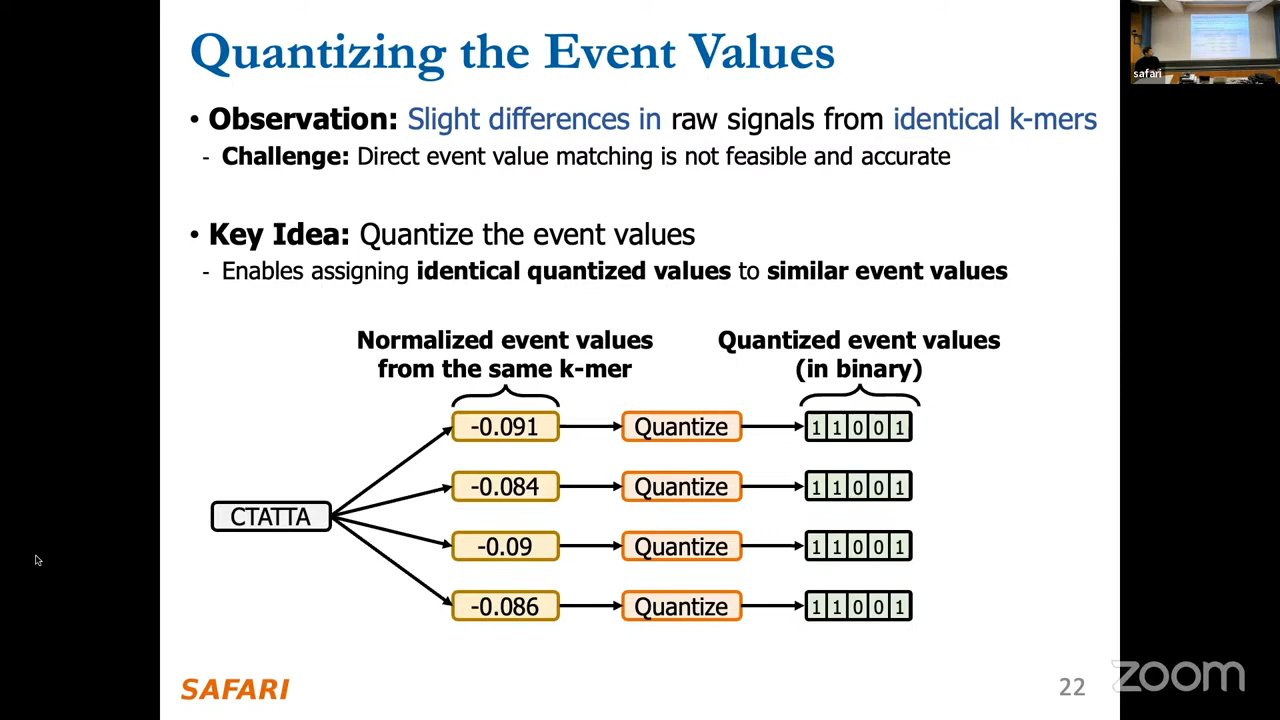 Quantizing the Event Values
safari
• Observation: Slight differences in raw signals from identical k-mers
- Challenge: Direct event value matching is not feasible and accurate
• Key Idea: Quantize the event values
- Enables assigning identical quantized values to similar event values
Normalized event values
from the same k-mer
Quantized event values
(in binary)
-0.091 Quantize 1 1 0 0 1
-0.084 Quantize 1 1 0 0 1
CTATTA
-0.09 Quantize 1 1 0 0 1
-0.086 Quantize 1 1 0 0 1
SAFARI
22
zoom